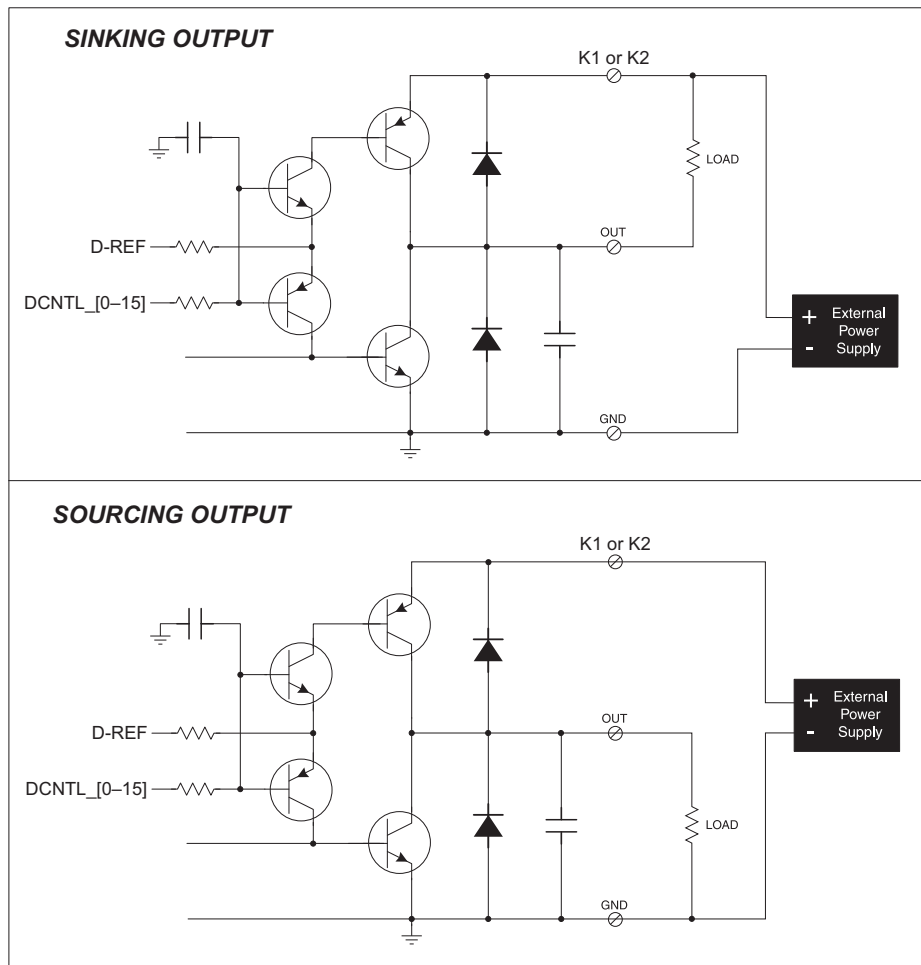 SINKING OUTPUT
K1 or K2
LOAD
OUT
D-REF
DCNTL_[0–15]
+ External
Power
- Supply
GND
SOURCING OUTPUT
K1 or K2
+ External
Power
- Supply
OUT
D-REF
DCNTL_[0–15]
LOAD
GND